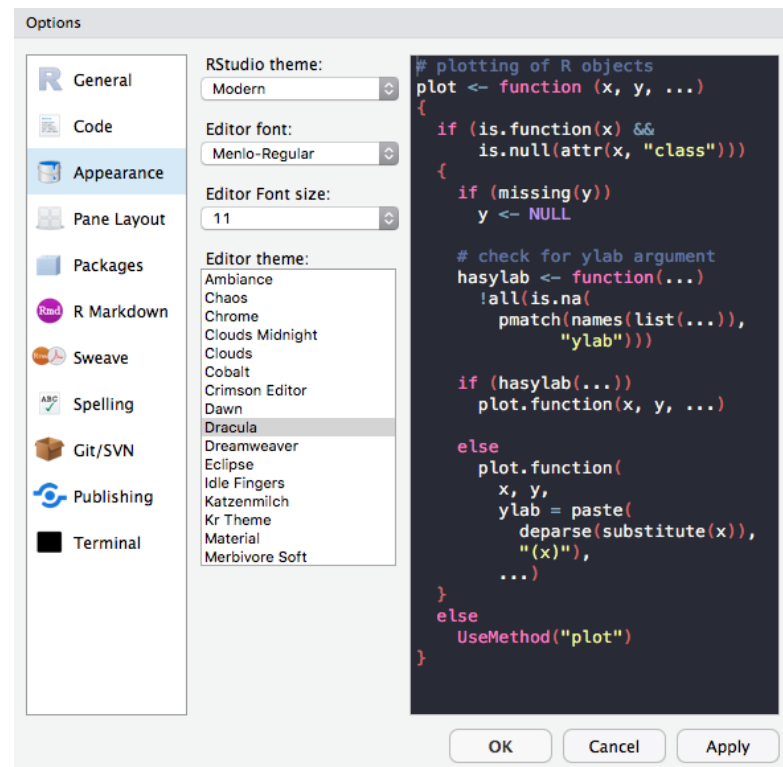 Options
General
Code
Appearance
Pane Layout
Packages
Rmd R Markdown
Sweave
ABC Spelling
Git/SVN
Publishing
Terminal
RStudio theme:
Modern
Editor font:
Menlo-Regular
Editor Font size:
11
Editor theme:
Ambiance
Chaos
Chrome
Clouds Midnight
Clouds
Cobalt
Crimson Editor
Dawn
Dracula
Dreamweaver
Eclipse
Idle Fingers
Katzenmilch
Kr Theme
Material
Merbivore Soft
# plotting of R objects
plot <- function (x, y, ...)
{
  if (is.function(x) &&
      is.null(attr(x, "class")))
  {
    if (missing(y))
      y <- NULL

    # check for ylab argument
    hasylab <- function(...)
      !all(is.na(
        pmatch(names(list(...)),
              "ylab")))

    if (hasylab(...))
      plot.function(x, y, ...)

    else
      plot.function(
        x, y,
        ylab = paste(
          deparse(substitute(x)),
          "(x)"),
        ...)
  }
  else
    UseMethod("plot")
}
OK
Cancel
Apply